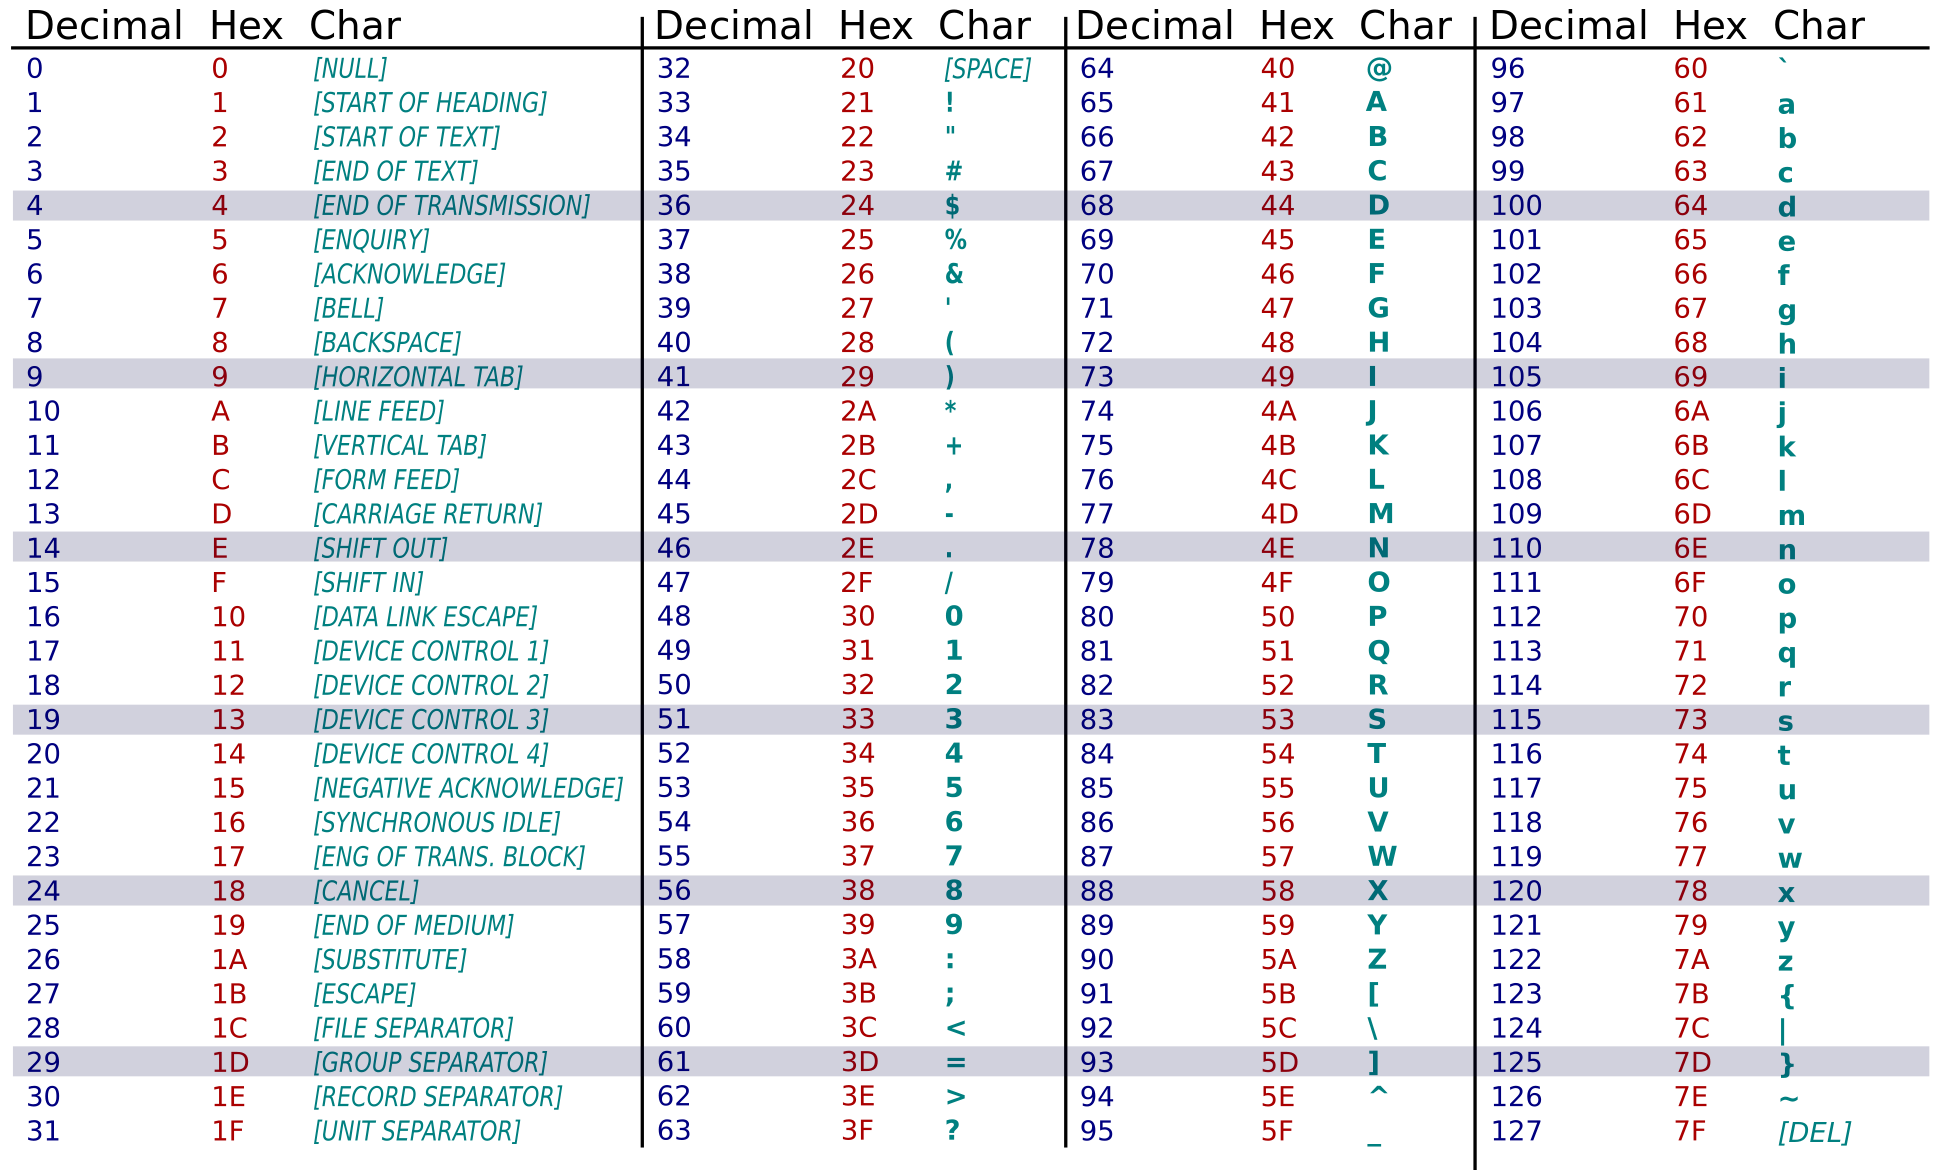 Decimal Hex Char Decimal Hex Char Decimal Hex Char Decimal Hex Char
0 0 [NULL] 32 20 [SPACE] 64 40 @ 96 60 `
1 1 [START OF HEADING] 33 21 ! 65 41 A 97 61 a
2 2 [START OF TEXT] 34 22 " 66 42 B 98 62 b
3 3 [END OF TEXT] 35 23 # 67 43 C 99 63 c
4 4 [END OF TRANSMISSION] 36 24 $ 68 44 D 100 64 d
5 5 [ENQUIRY] 37 25 % 69 45 E 101 65 e
6 6 [ACKNOWLEDGE] 38 26 & 70 46 F 102 66 f
7 7 [BELL] 39 27 ' 71 47 G 103 67 g
8 8 [BACKSPACE] 40 28 ( 72 48 H 104 68 h
9 9 [HORIZONTAL TAB] 41 29 ) 73 49 I 105 69 i
10 A [LINE FEED] 42 2A * 74 4A J 106 6A j
11 B [VERTICAL TAB] 43 2B + 75 4B K 107 6B k
12 C [FORM FEED] 44 2C , 76 4C L 108 6C l
13 D [CARRIAGE RETURN] 45 2D - 77 4D M 109 6D m
14 E [SHIFT OUT] 46 2E . 78 4E N 110 6E n
15 F [SHIFT IN] 47 2F / 79 4F O 111 6F o
16 10 [DATA LINK ESCAPE] 48 30 0 80 50 P 112 70 p
17 11 [DEVICE CONTROL 1] 49 31 1 81 51 Q 113 71 q
18 12 [DEVICE CONTROL 2] 50 32 2 82 52 R 114 72 r
19 13 [DEVICE CONTROL 3] 51 33 3 83 53 S 115 73 s
20 14 [DEVICE CONTROL 4] 52 34 4 84 54 T 116 74 t
21 15 [NEGATIVE ACKNOWLEDGE] 53 35 5 85 55 U 117 75 u
22 16 [SYNCHRONOUS IDLE] 54 36 6 86 56 V 118 76 v
23 17 [ENG OF TRANS. BLOCK] 55 37 7 87 57 W 119 77 w
24 18 [CANCEL] 56 38 8 88 58 X 120 78 x
25 19 [END OF MEDIUM] 57 39 9 89 59 Y 121 79 y
26 1A [SUBSTITUTE] 58 3A : 90 5A Z 122 7A z
27 1B [ESCAPE] 59 3B ; 91 5B [ 123 7B {
28 1C [FILE SEPARATOR] 60 3C < 92 5C \ 124 7C |
29 1D [GROUP SEPARATOR] 61 3D = 93 5D ] 125 7D }
30 1E [RECORD SEPARATOR] 62 3E > 94 5E ^ 126 7E ~
31 1F [UNIT SEPARATOR] 63 3F ? 95 5F _ 127 7F [DEL]